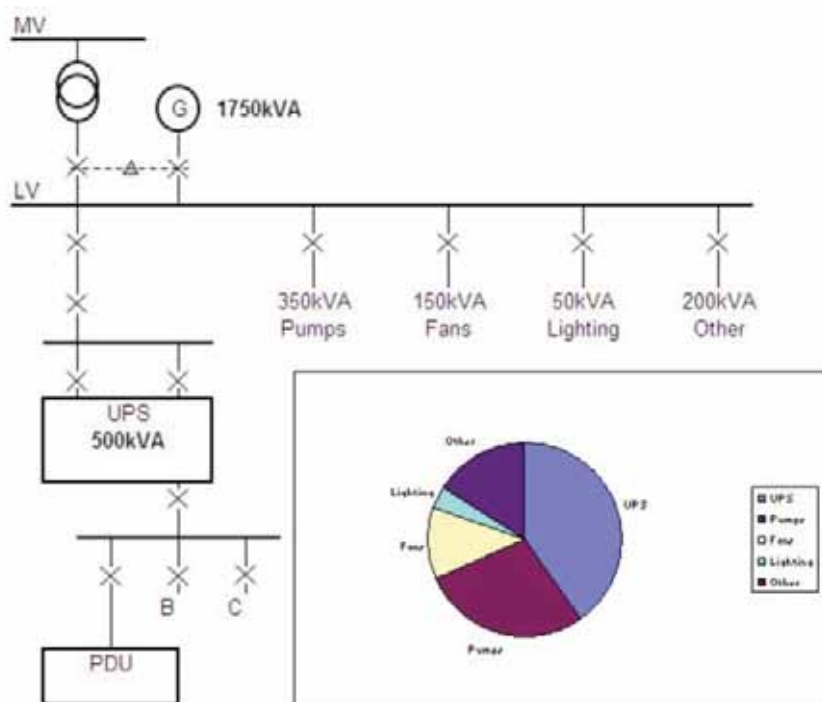 MV
G 1750kVA
LV
350kVA
Pumps
150kVA
Fans
50kVA
Lighting
200kVA
Other
UPS
500kVA
B
C
PDU
Other
Lighting
Fans
Pumps
UPS
UPS
Pumps
Fans
Lighting
Other